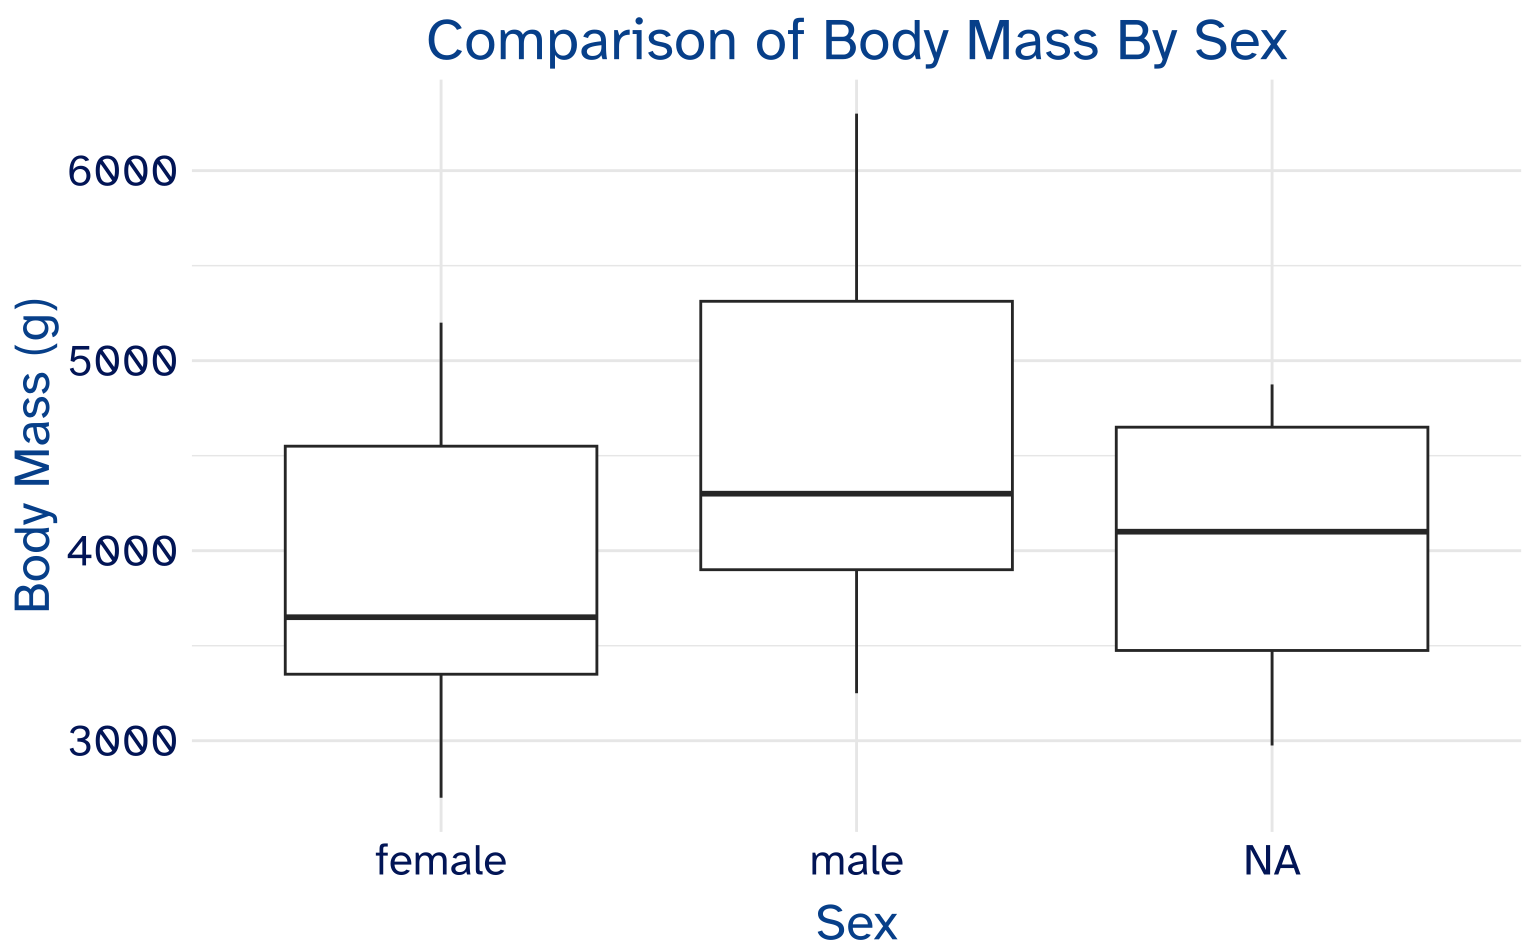 Comparison of Body Mass By Sex
Body Mass (g)
6000
5000
4000
3000
female
male
NA
Sex